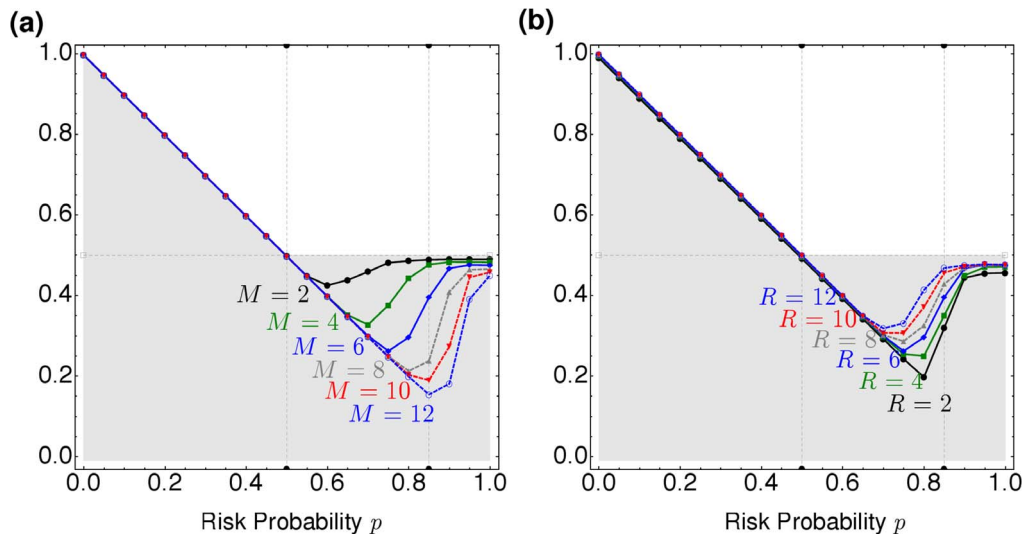 (a)
1.0
0.8
0.6
0.4
0.2
0.0
M = 2
M = 4
M = 6
M = 8
M = 10
M = 12
0.0 0.2 0.4 0.6 0.8 1.0
Risk Probability p
(b)
1.0
0.8
0.6
0.4
0.2
0.0
R = 12
R = 10
R = 8
R = 6
R = 4
R = 2
0.0 0.2 0.4 0.6 0.8 1.0
Risk Probability p